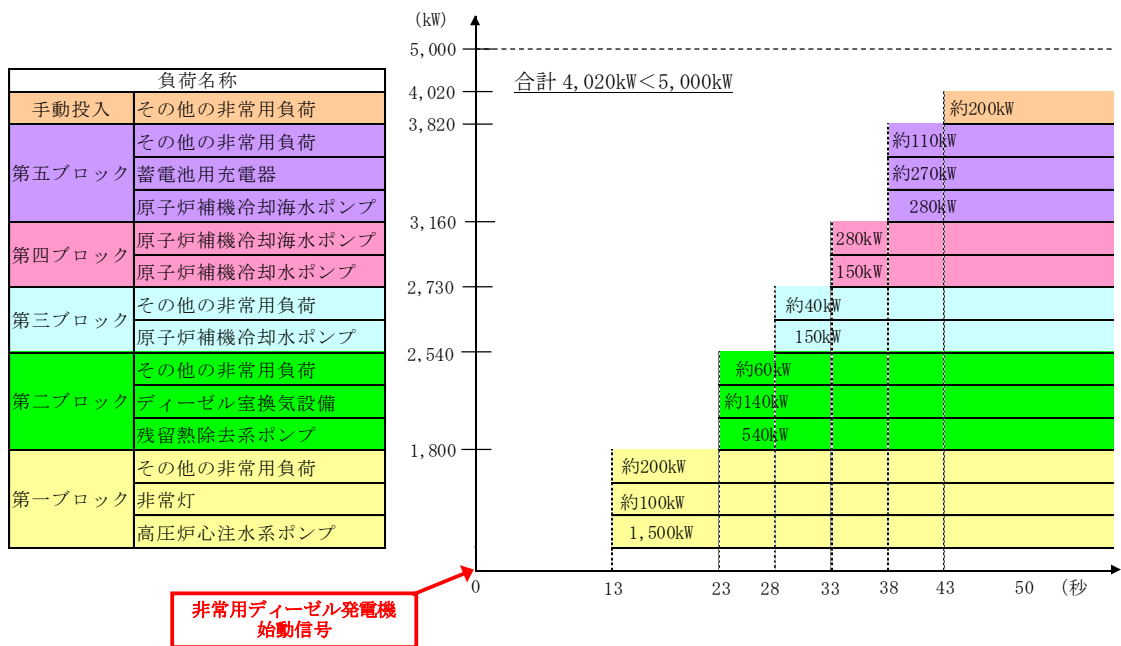 負荷名称
手動投入 その他の非常用負荷
第五ブロック
その他の非常用負荷
蓄電池用充電器
原子炉補機冷却海水ポンプ
第四ブロック
原子炉補機冷却海水ポンプ
原子炉補機冷却水ポンプ
第三ブロック
その他の非常用負荷
原子炉補機冷却水ポンプ
第二ブロック
その他の非常用負荷
ディーゼル室換気設備
残留熱除去系ポンプ
第一ブロック
その他の非常用負荷
非常灯
高圧炉心注水系ポンプ
(kW)
5,000
合計 4,020kW＜5,000kW
4,020
約200kW
3,820
約110kW
約270kW
280kW
3,160
280kW
150kW
2,730
約40kW
150kW
2,540
約60kW
約140kW
540kW
1,800
約200kW
約100kW
1,500kW
0 13 23 28 33 38 43 50 (秒
非常用ディーゼル発電機
始動信号